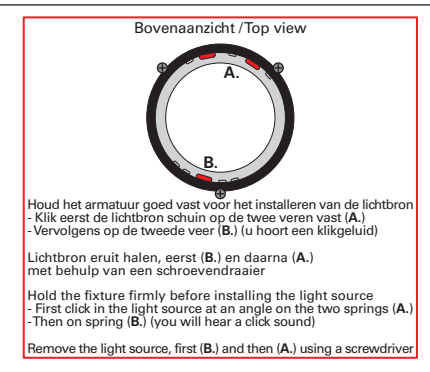 Bovenaanzicht / Top view
A.
B.
Houd het armatuur goed vast voor het installeren van de lichtbron
- Klik eerst de lichtbron schuin op de twee veren vast (A.)
- Vervolgens op de tweede veer (B.) (u hoort een klikgeluid)
Lichtbron eruit halen, eerst (B.) en daarna (A.)
met behulp van een schroevendraaier
Hold the fixture firmly before installing the light source
- First click in the light source at an angle on the two springs (A.)
- Then on spring (B.) (you will hear a click sound)
Remove the light source, first (B.) and then (A.) using a screwdriver